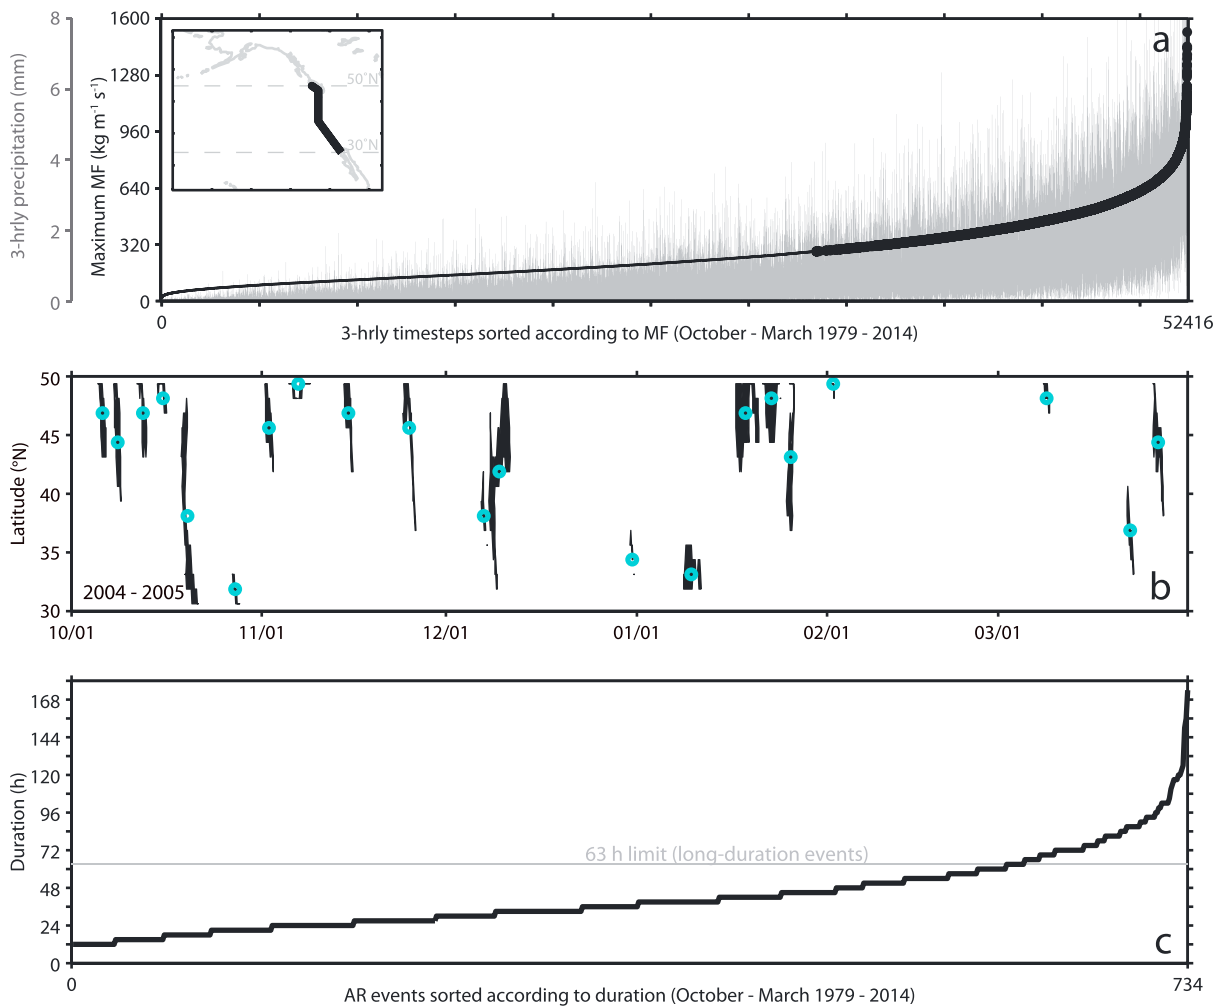 8
6
4
2
0
3-hrly precipitation (mm)
1600
1280
960
640
320
0
Maximum MF (kg m⁻¹ s⁻¹)
50°N
30°N
a
0
52416
3-hrly timesteps sorted according to MF (October - March 1979 - 2014)
50
45
40
35
30
Latitude (°N)
2004 - 2005
b
10/01
11/01
12/01
01/01
02/01
03/01
168
144
120
96
72
48
24
0
Duration (h)
63 h limit (long-duration events)
c
0
734
AR events sorted according to duration (October - March 1979 - 2014)